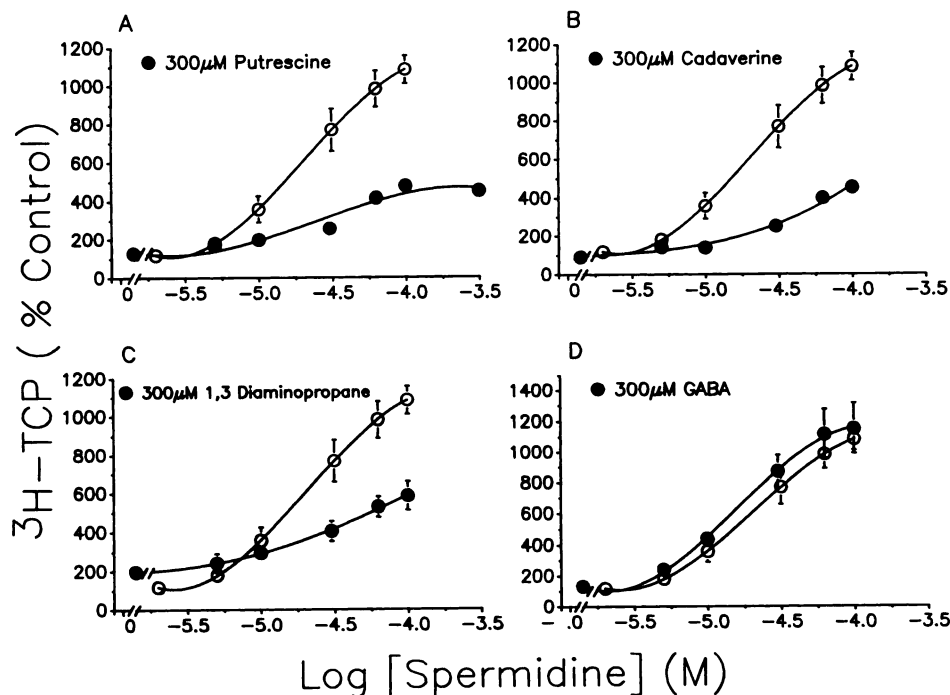 A
B
● 300μM Putrescine
● 300μM Cadaverine
1200
1000
800
600
400
200
0
0 −5.5 −5.0 −4.5 −4.0 −3.5
1200
1000
800
600
400
200
0
0 −5.5 −5.0 −4.5 −4.0 −3.5
C
D
● 300μM 1,3 Diaminopropane
● 300μM GABA
1200
1000
800
600
400
200
0
0 −5.5 −5.0 −4.5 −4.0 −3.5
1400
1200
1000
800
600
400
200
0
0 −5.5 −5.0 −4.5 −4.0 −3.5
³H−TCP ( % Control)
Log [Spermidine] (M)